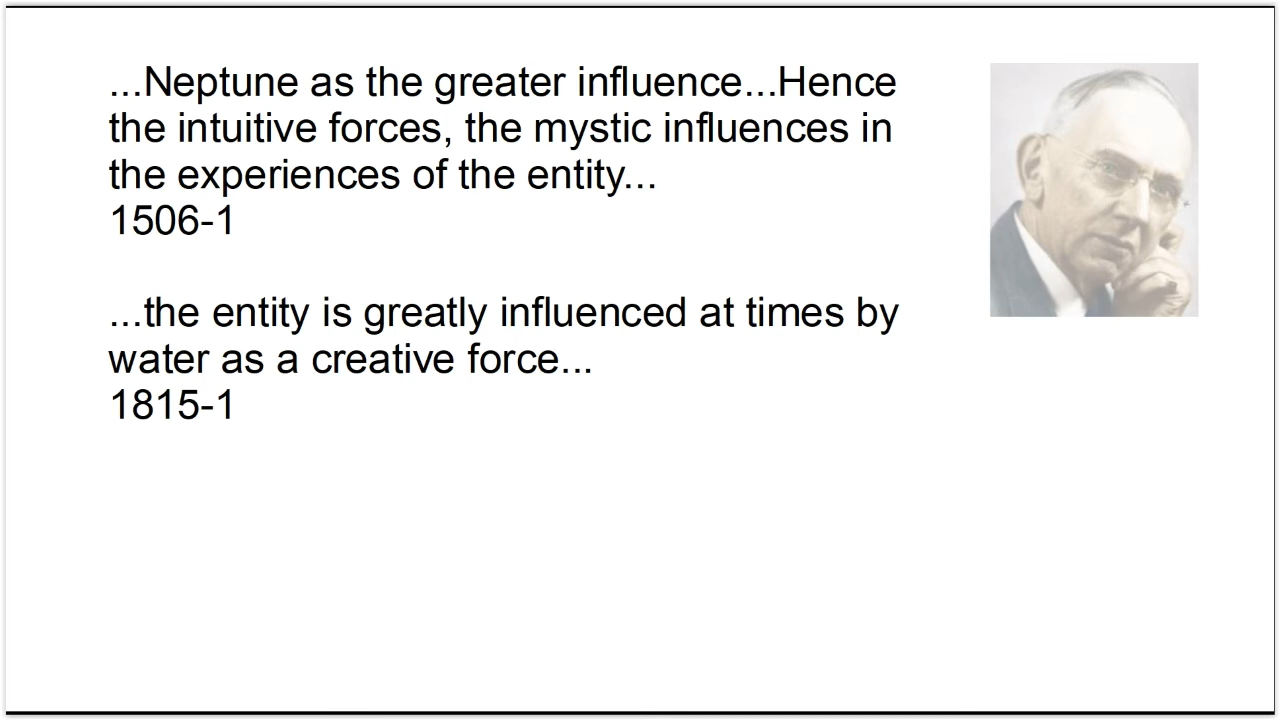 ...Neptune as the greater influence...Hence
the intuitive forces, the mystic influences in
the experiences of the entity...
1506-1
...the entity is greatly influenced at times by
water as a creative force...
1815-1